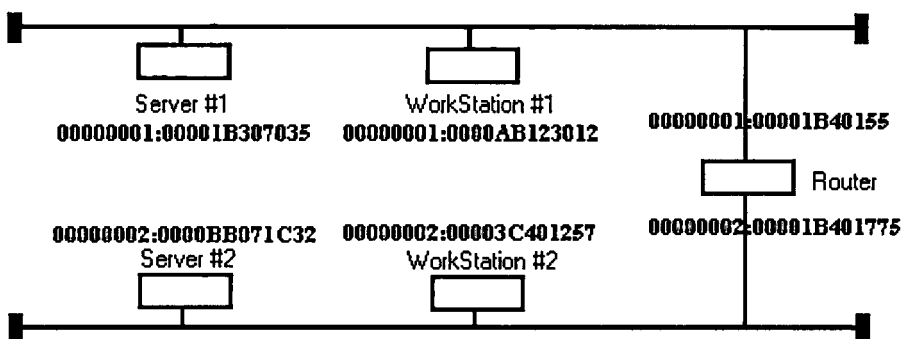 Server #1
00000001:00001B307035
WorkStation #1
00000001:0000AB123012
00000001:00001B40155
Router
00000002:00001B401775
00000002:0000BB071C32
Server #2
00000002:00003C401257
WorkStation #2